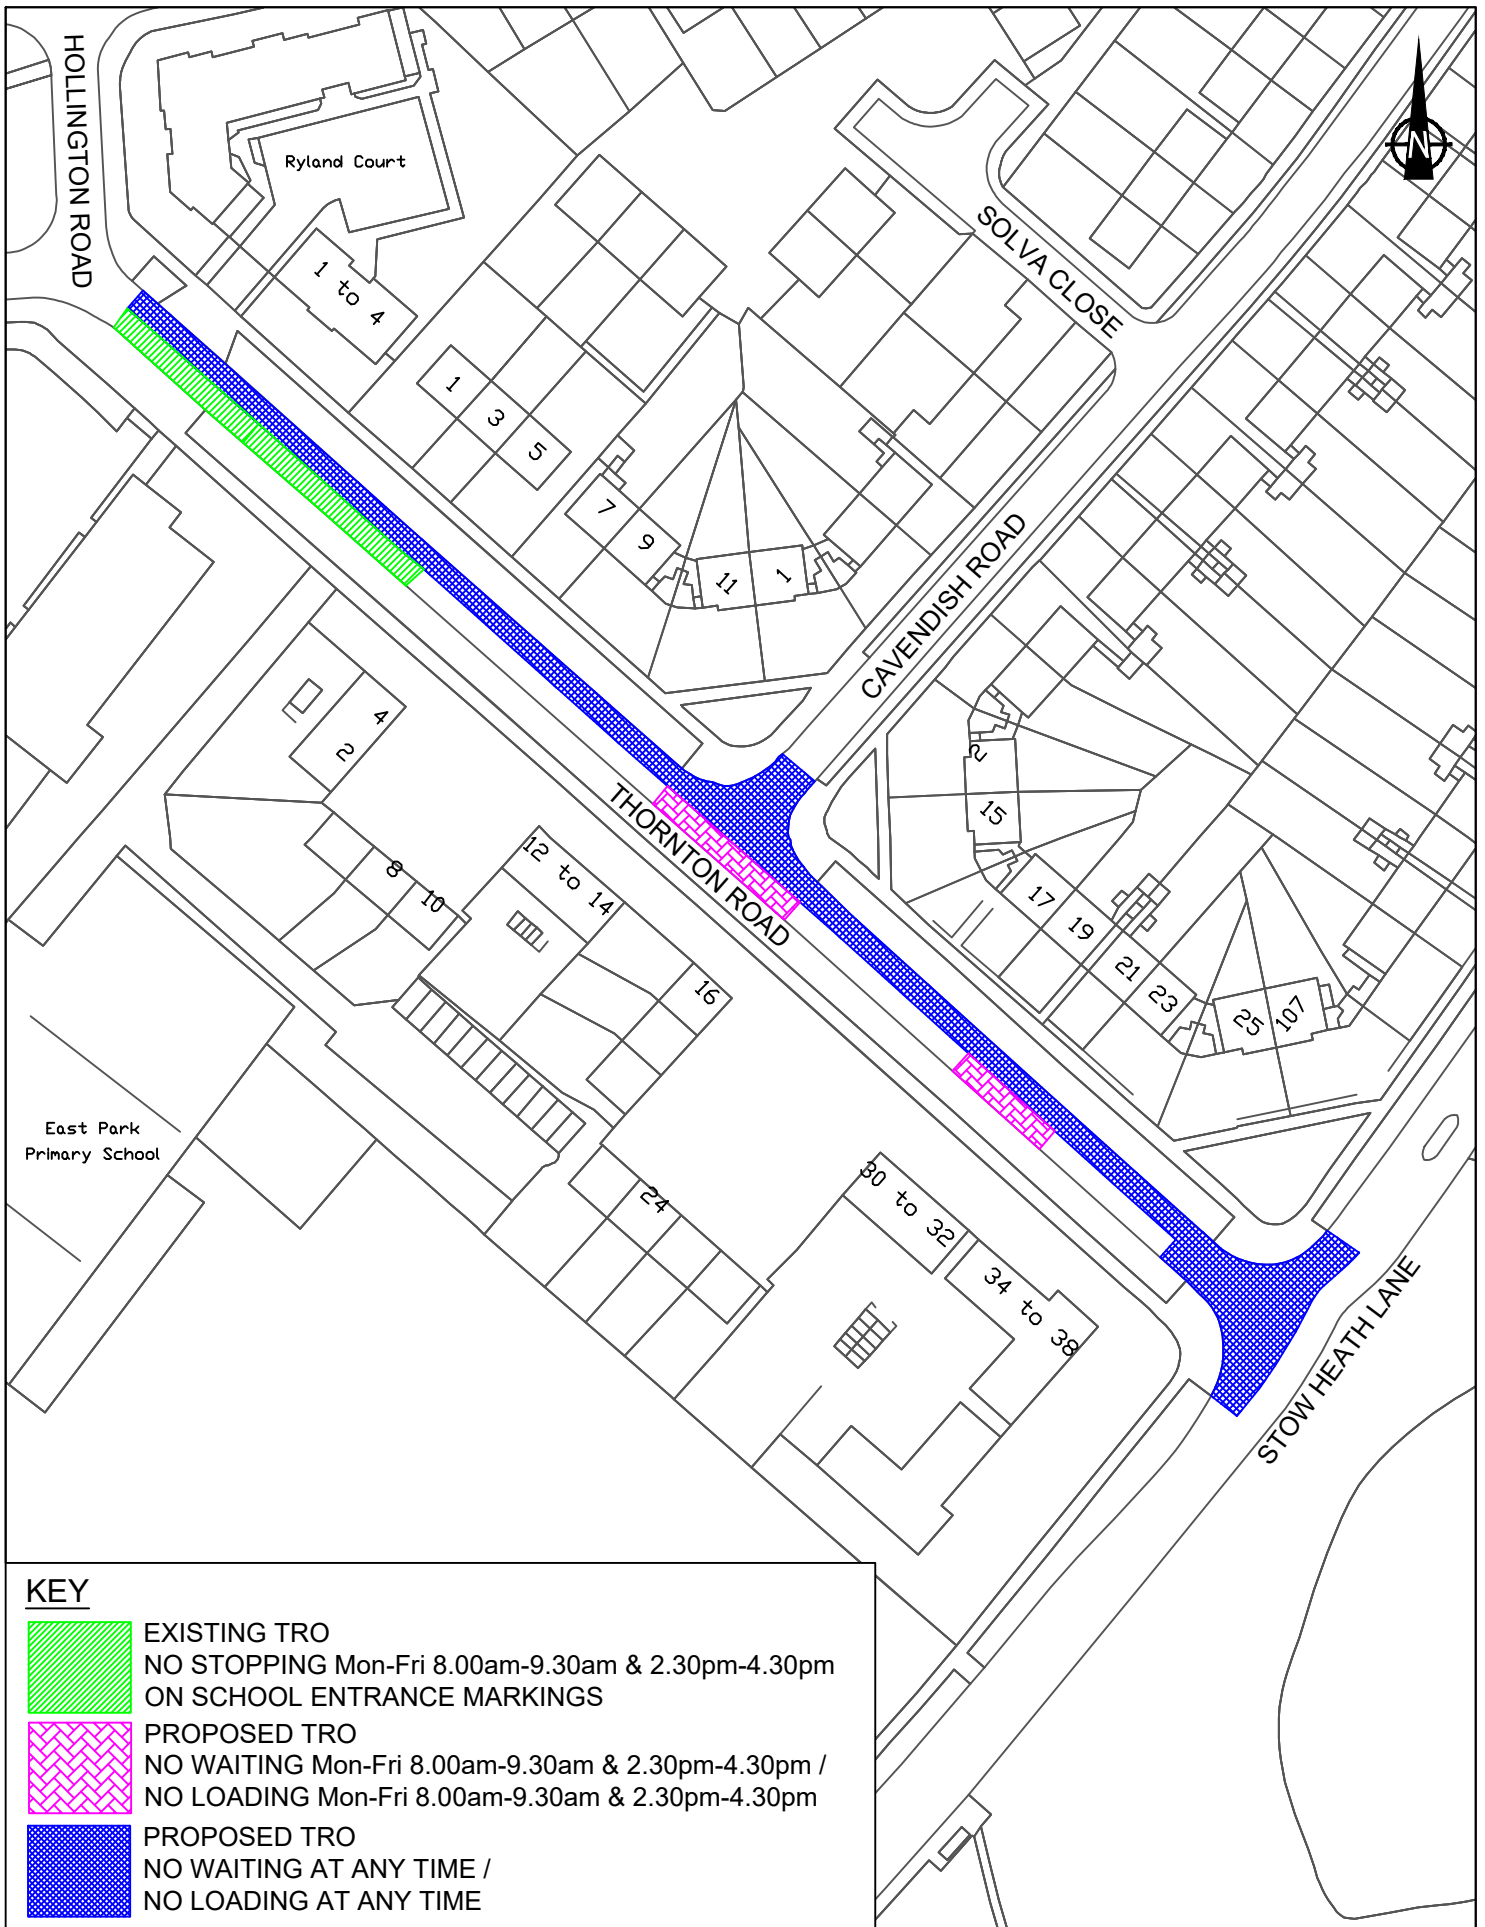 HOLLINGTON ROAD
Ryland Court
N
SOLVA CLOSE
1 to 4
1
3
5
7
9
11
1
CAVENDISH ROAD
4
2
2
15
THORNTON ROAD
8
10
12 to 14
17
19
21
23
25
107
16
East Park
Primary School
24
30 to 32
34 to 38
STOW HEATH LANE
KEY
EXISTING TRO
NO STOPPING Mon-Fri 8.00am-9.30am & 2.30pm-4.30pm
ON SCHOOL ENTRANCE MARKINGS
PROPOSED TRO
NO WAITING Mon-Fri 8.00am-9.30am & 2.30pm-4.30pm /
NO LOADING Mon-Fri 8.00am-9.30am & 2.30pm-4.30pm
PROPOSED TRO
NO WAITING AT ANY TIME /
NO LOADING AT ANY TIME